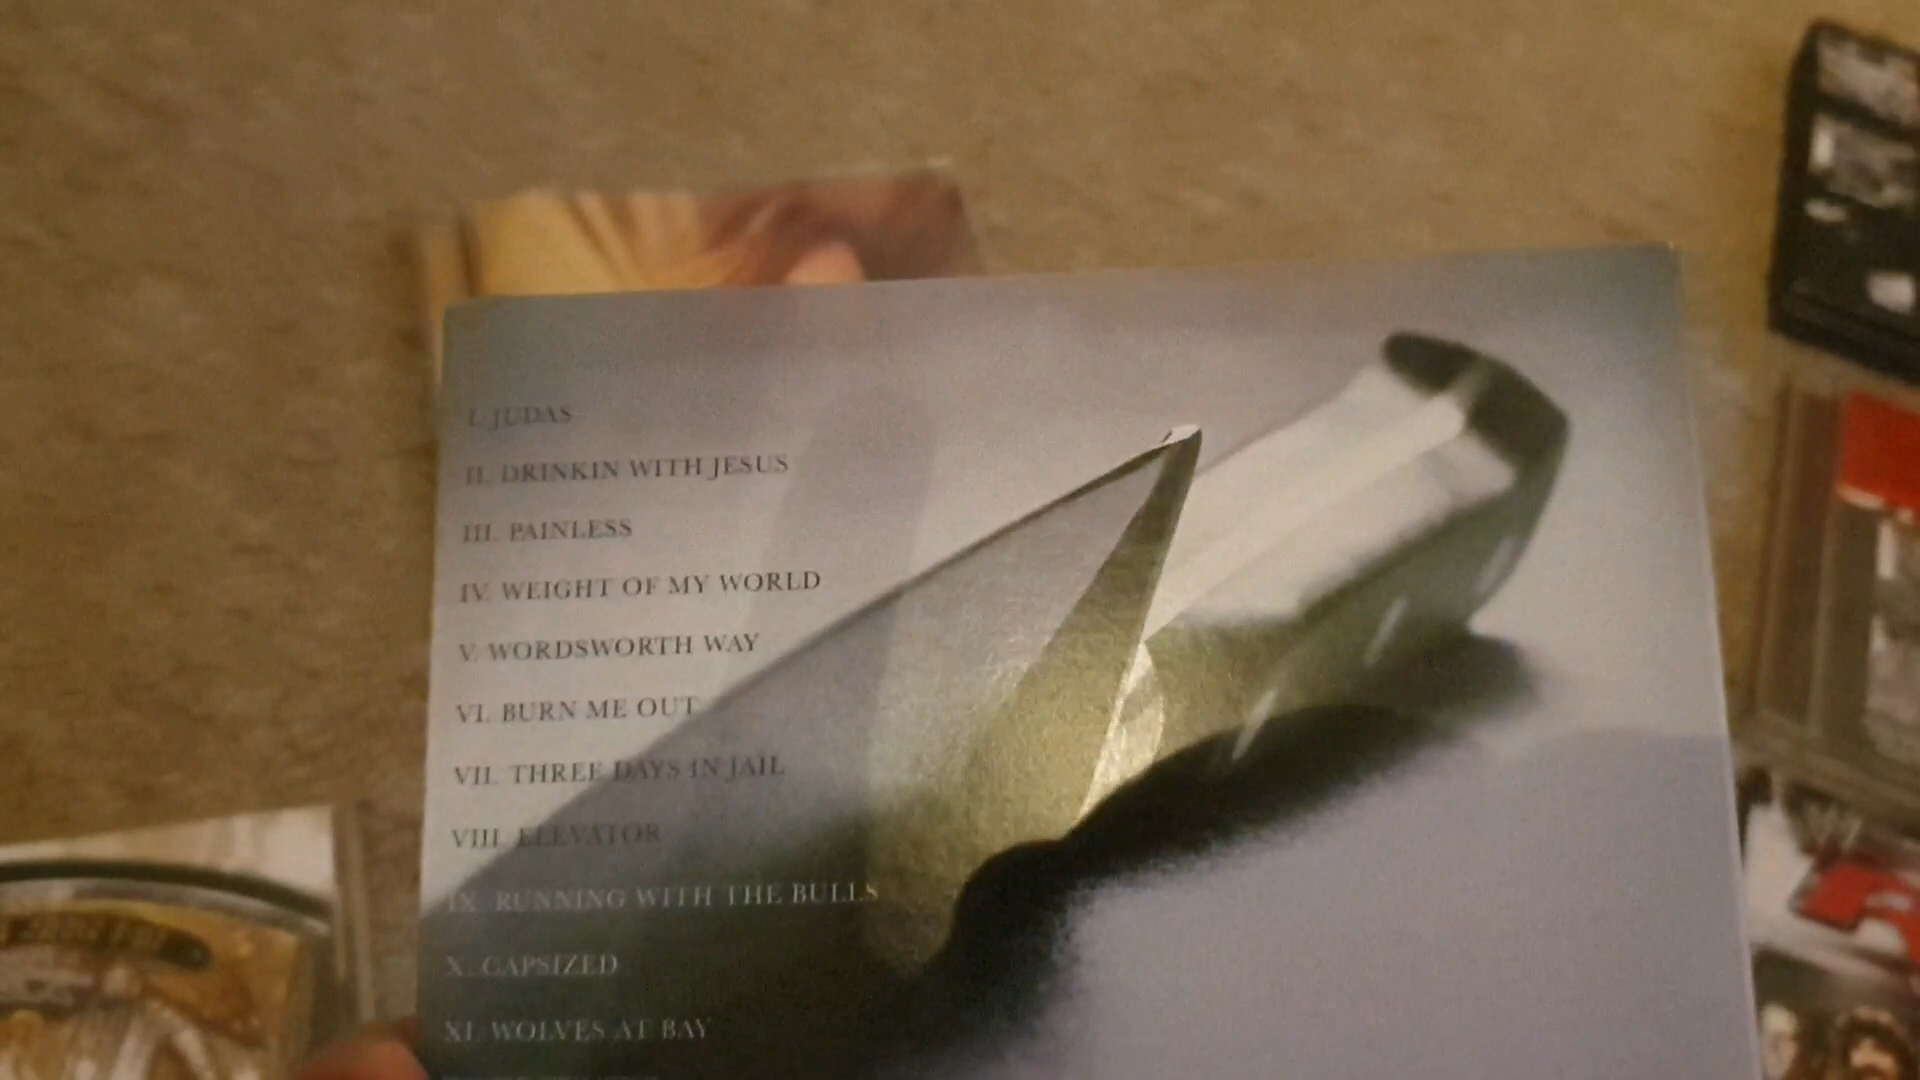 I. JUDAS
II. DRINKIN WITH JESUS
III. PAINLESS
IV. WEIGHT OF MY WORLD
V. WORDSWORTH WAY
VI. BURN ME OUT
VII. THREE DAYS IN JAIL
VIII. ELEVATOR
IX. RUNNING WITH THE BULLS
X. CAPSIZED
XI. WOLVES AT BAY